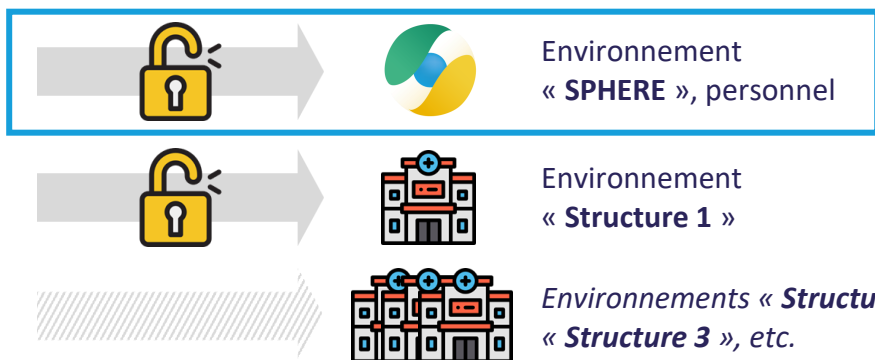 Environnement
« SPHERE », personnel
Environnement
« Structure 1 »
Environnements « Structu
« Structure 3 », etc.